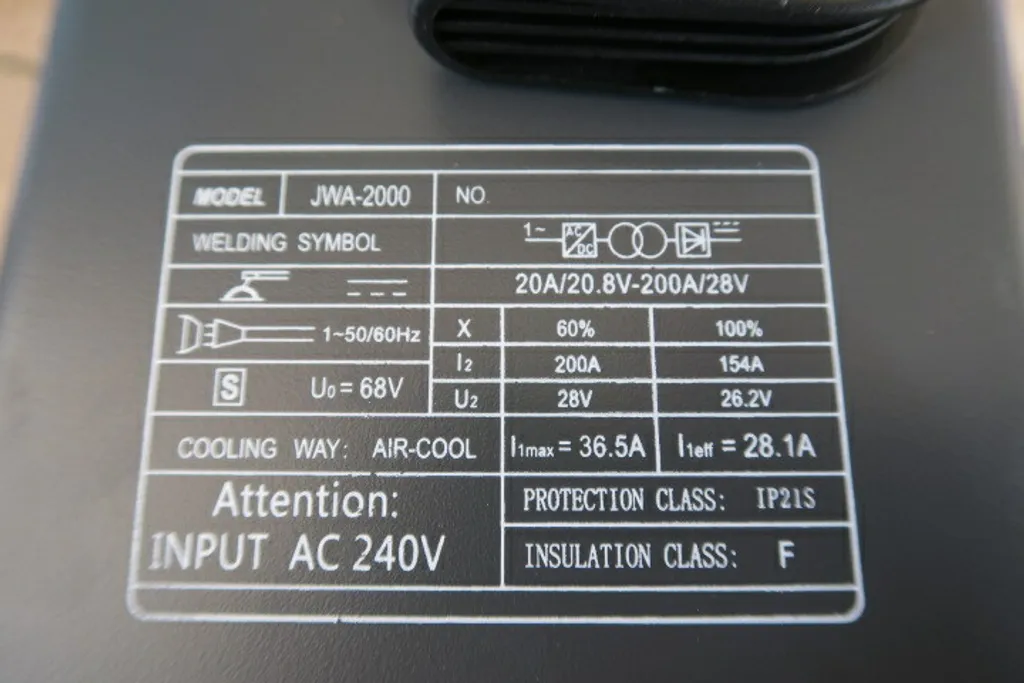 MODEL JWA-2000 NO.
WELDING SYMBOL 1~ AC DC
20A/20.8V-200A/28V
1~50/60Hz X 60% 100%
I2 200A 154A
S U0=68V U2 28V 26.2V
COOLING WAY: AIR-COOL I1max=36.5A I1eff=28.1A
Attention: PROTECTION CLASS: IP21S
INPUT AC 240V INSULATION CLASS: F